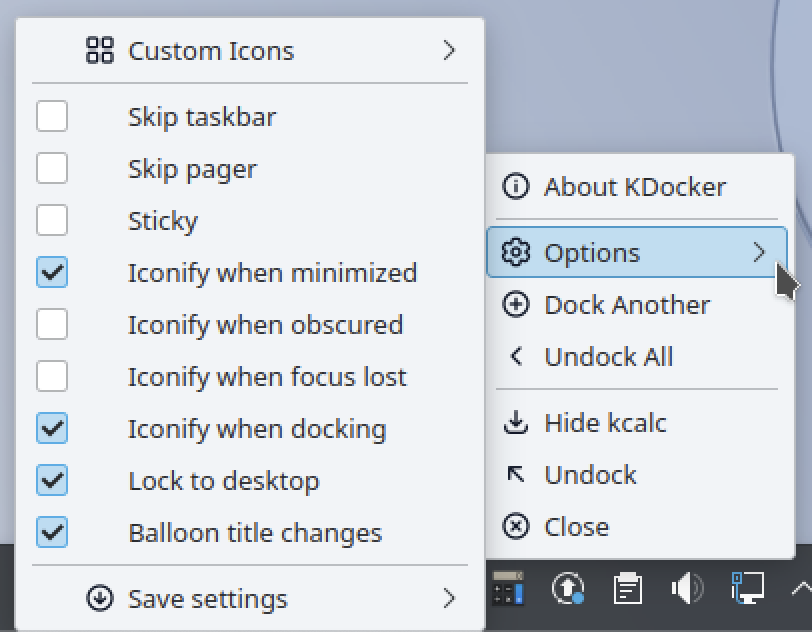 Custom Icons
Skip taskbar
Skip pager
Sticky
Iconify when minimized
Iconify when obscured
Iconify when focus lost
Iconify when docking
Lock to desktop
Balloon title changes
Save settings
About KDocker
Options
Dock Another
Undock All
Hide kcalc
Undock
Close